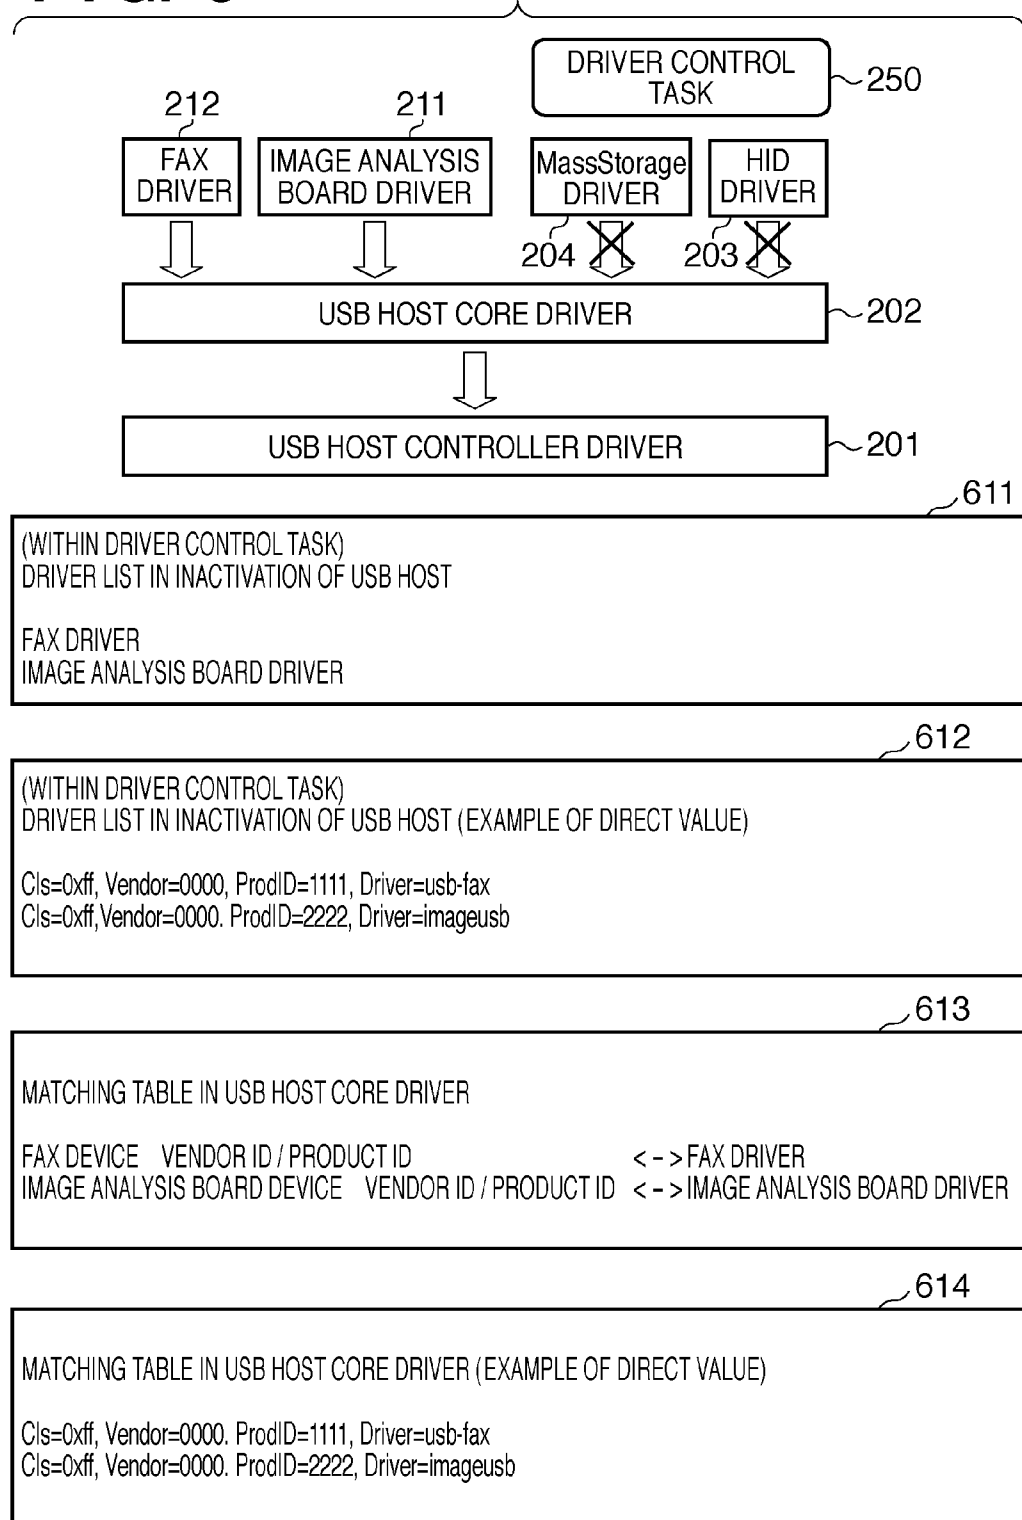 DRIVER CONTROL
TASK
250
212
211
FAX
DRIVER
IMAGE ANALYSIS
BOARD DRIVER
MassStorage
DRIVER
HID
DRIVER
204
203
USB HOST CORE DRIVER
202
USB HOST CONTROLLER DRIVER
201
611
(WITHIN DRIVER CONTROL TASK)
DRIVER LIST IN INACTIVATION OF USB HOST
FAX DRIVER
IMAGE ANALYSIS BOARD DRIVER
612
(WITHIN DRIVER CONTROL TASK)
DRIVER LIST IN INACTIVATION OF USB HOST (EXAMPLE OF DIRECT VALUE)
Cls=0xff, Vendor=0000, ProdID=1111, Driver=usb-fax
Cls=0xff,Vendor=0000. ProdID=2222, Driver=imageusb
613
MATCHING TABLE IN USB HOST CORE DRIVER
FAX DEVICE VENDOR ID / PRODUCT ID < - > FAX DRIVER
IMAGE ANALYSIS BOARD DEVICE VENDOR ID / PRODUCT ID < - > IMAGE ANALYSIS BOARD DRIVER
614
MATCHING TABLE IN USB HOST CORE DRIVER (EXAMPLE OF DIRECT VALUE)
Cls=0xff, Vendor=0000. ProdID=1111, Driver=usb-fax
Cls=0xff, Vendor=0000. ProdID=2222, Driver=imageusb